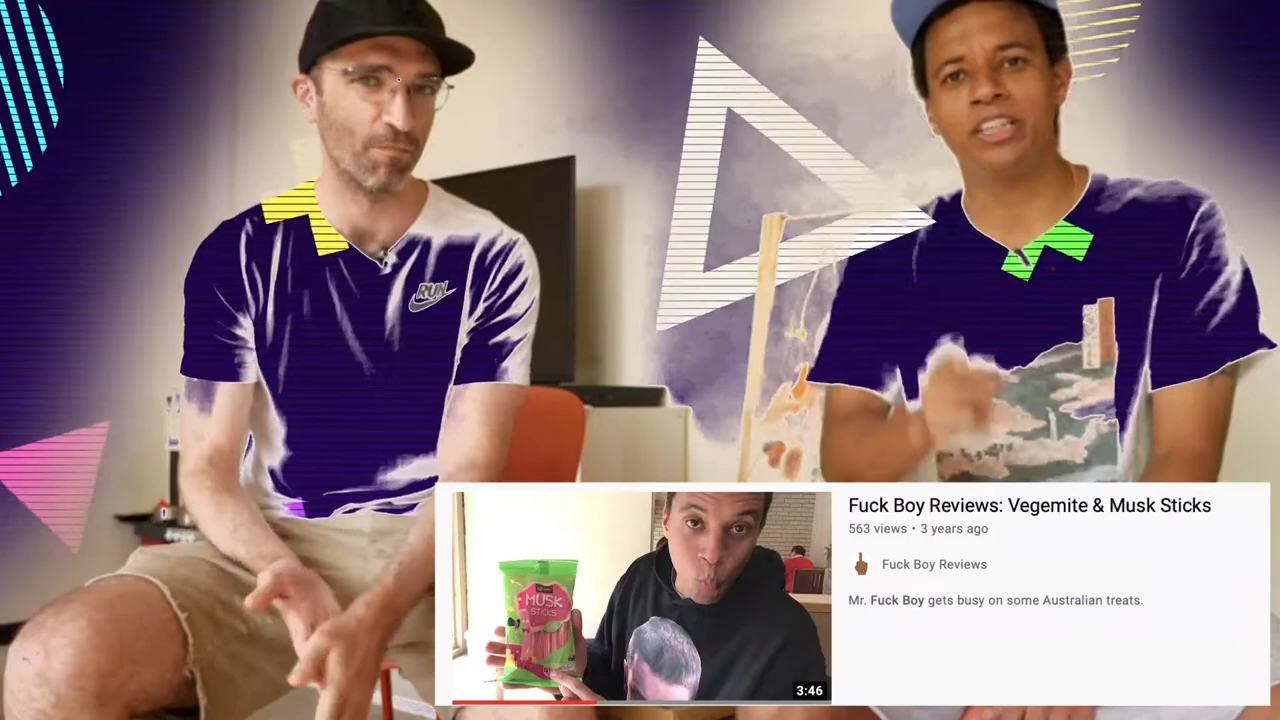 RUN
Fuck Boy Reviews: Vegemite & Musk Sticks
563 views • 3 years ago
Fuck Boy Reviews
Mr. Fuck Boy gets busy on some Australian treats.
MUSK
STICKS
3:46